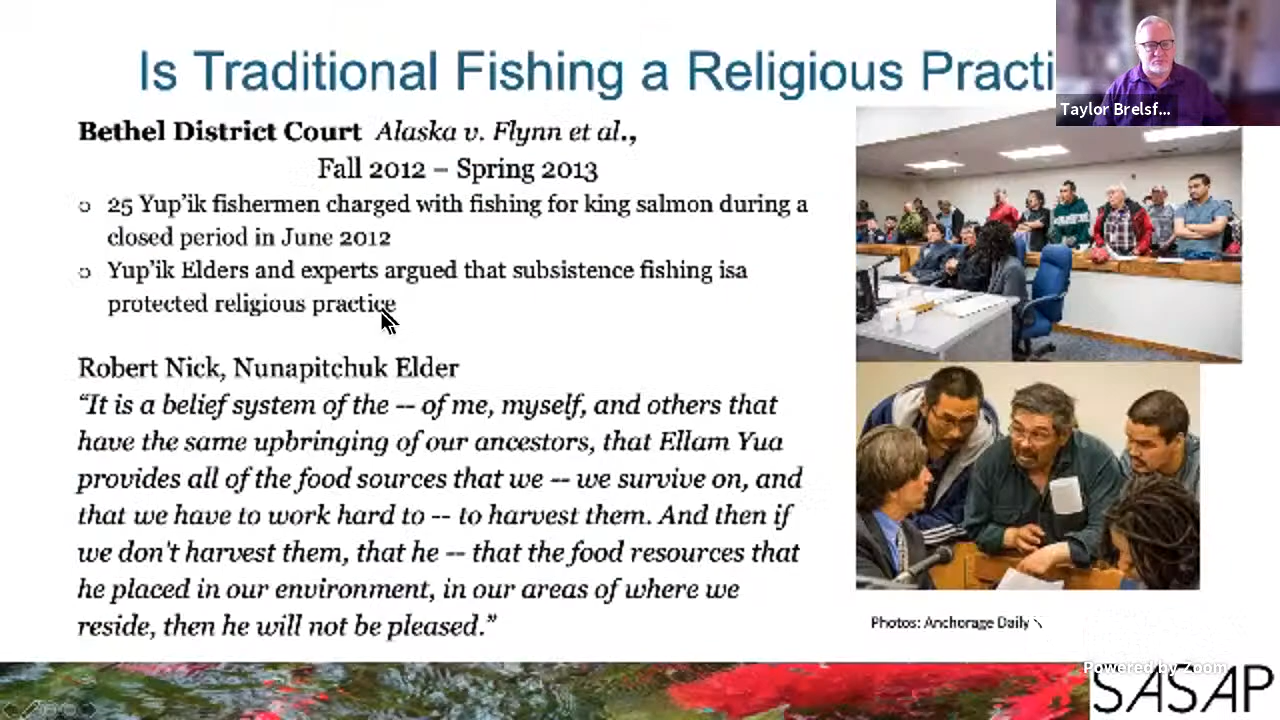 Is Traditional Fishing a Religious Practi
Taylor Brelsf...
Bethel District Court Alaska v. Flynn et al.,
Fall 2012 – Spring 2013
○ 25 Yup'ik fishermen charged with fishing for king salmon during a
closed period in June 2012
○ Yup'ik Elders and experts argued that subsistence fishing isa
protected religious practice
Robert Nick, Nunapitchuk Elder
"It is a belief system of the -- of me, myself, and others that
have the same upbringing of our ancestors, that Ellam Yua
provides all of the food sources that we -- we survive on, and
that we have to work hard to -- to harvest them. And then if
we don't harvest them, that he -- that the food resources that
he placed in our environment, in our areas of where we
reside, then he will not be pleased."
Photos: Anchorage Daily
Powered by Zoom
SASAP